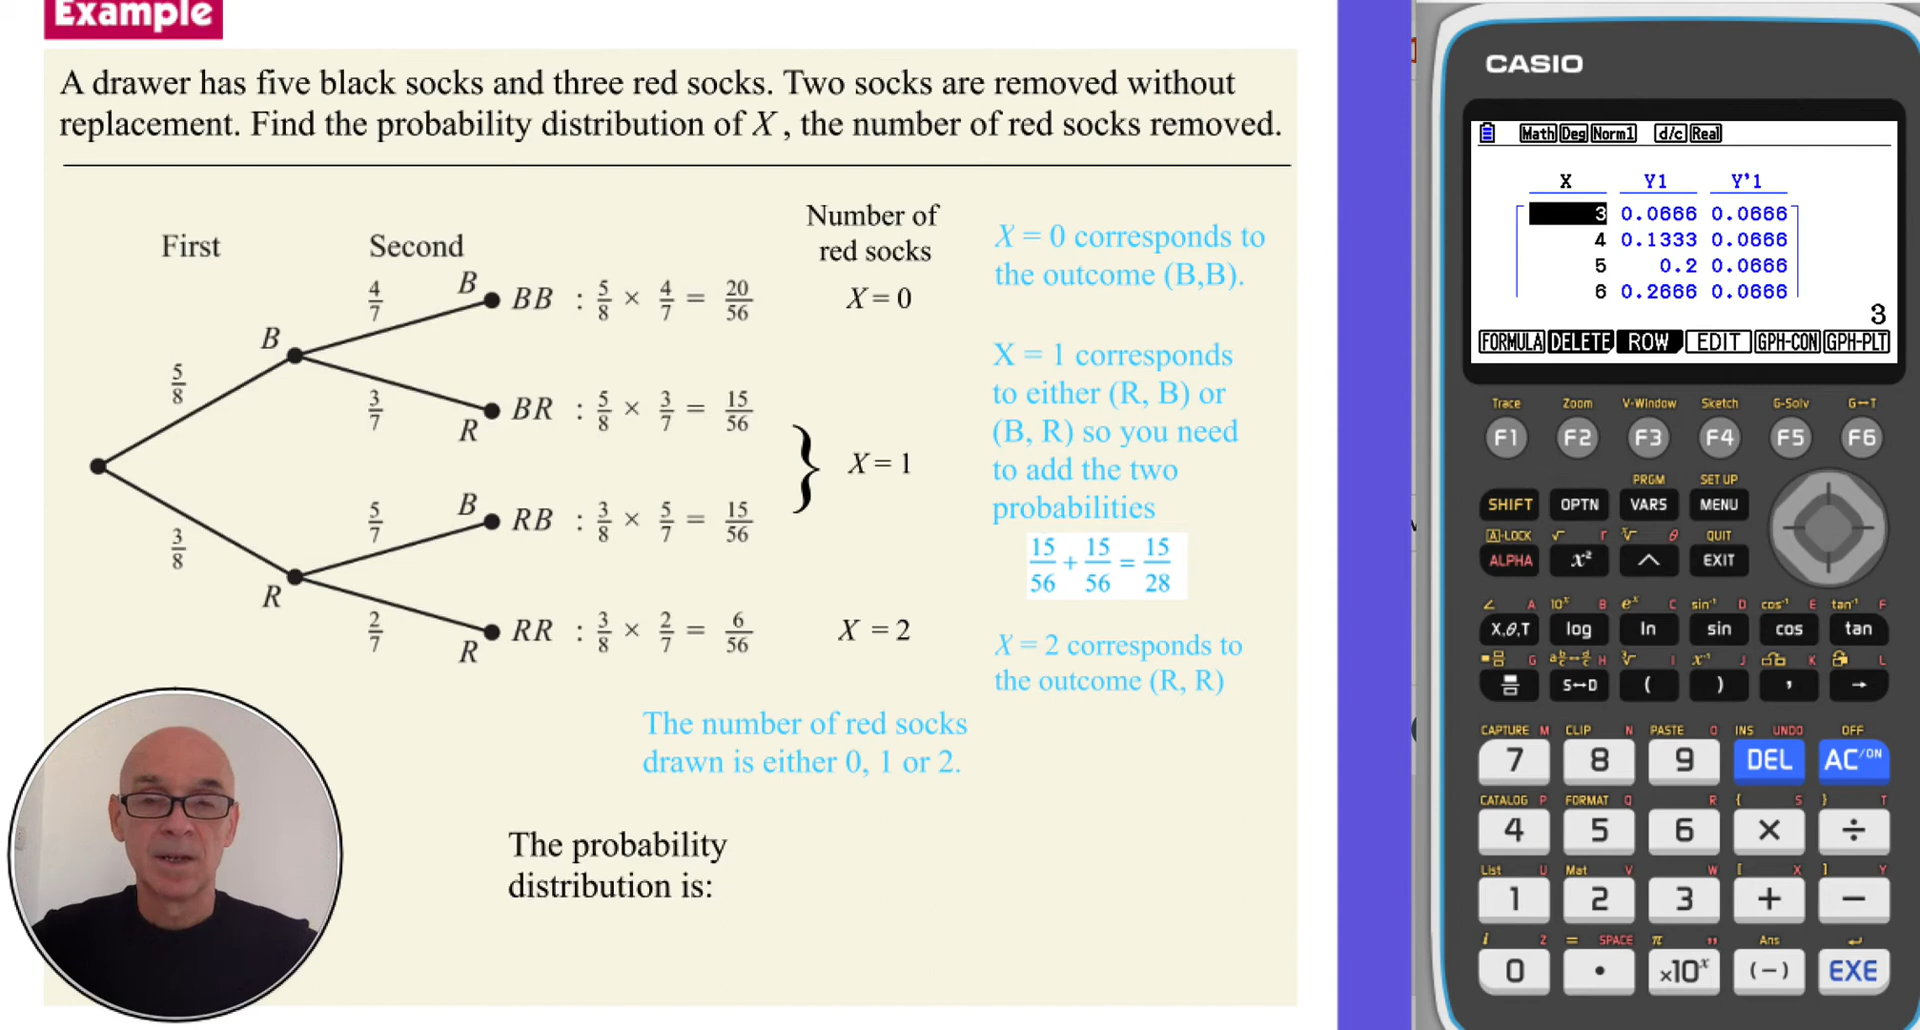 Example
A drawer has five black socks and three red socks. Two socks are removed without
replacement. Find the probability distribution of X , the number of red socks removed.
First
Second
Number of
red socks
4/7
B
BB : 5/8 × 4/7 = 20/56
X = 0
B
5/8
3/7
R
BR : 5/8 × 3/7 = 15/56
}
X = 1
5/7
B
RB : 3/8 × 5/7 = 15/56
3/8
R
2/7
R
RR : 3/8 × 2/7 = 6/56
X = 2
X = 0 corresponds to
the outcome (B,B).
X = 1 corresponds
to either (R, B) or
(B, R) so you need
to add the two
probabilities
15/56 + 15/56 = 15/28
X = 2 corresponds to
the outcome (R, R)
The number of red socks
drawn is either 0, 1 or 2.
The probability
distribution is:
CASIO
Math Deg Norm1 d/c Real
X Y1 Y'1
3 0.0666 0.0666
4 0.1333 0.0666
5 0.2 0.0666
6 0.2666 0.0666
3
FORMULA DELETE ROW EDIT GPH-CON GPH-PLT
Trace Zoom V-Window Sketch G-Solv G↔T
F1 F2 F3 F4 F5 F6
PRGM SET UP
SHIFT OPTN VARS MENU
A-LOCK √ r θ QUIT
ALPHA x² ^ EXIT
∠ A 10ˣ B eˣ C sin⁻¹ D cos⁻¹ E tan⁻¹ F
X,θ,T log ln sin cos tan
G H ³√ I x⁻¹ J K L
S↔D ( ) , →
CAPTURE M CLIP N PASTE O INS UNDO OFF
7 8 9 DEL AC/ON
CATALOG P FORMAT Q R { S } T
4 5 6 × ÷
List U Mat V W [ X ] Y
1 2 3 + −
i Z = SPACE π " Ans ↵
0 • ×10ˣ (−) EXE